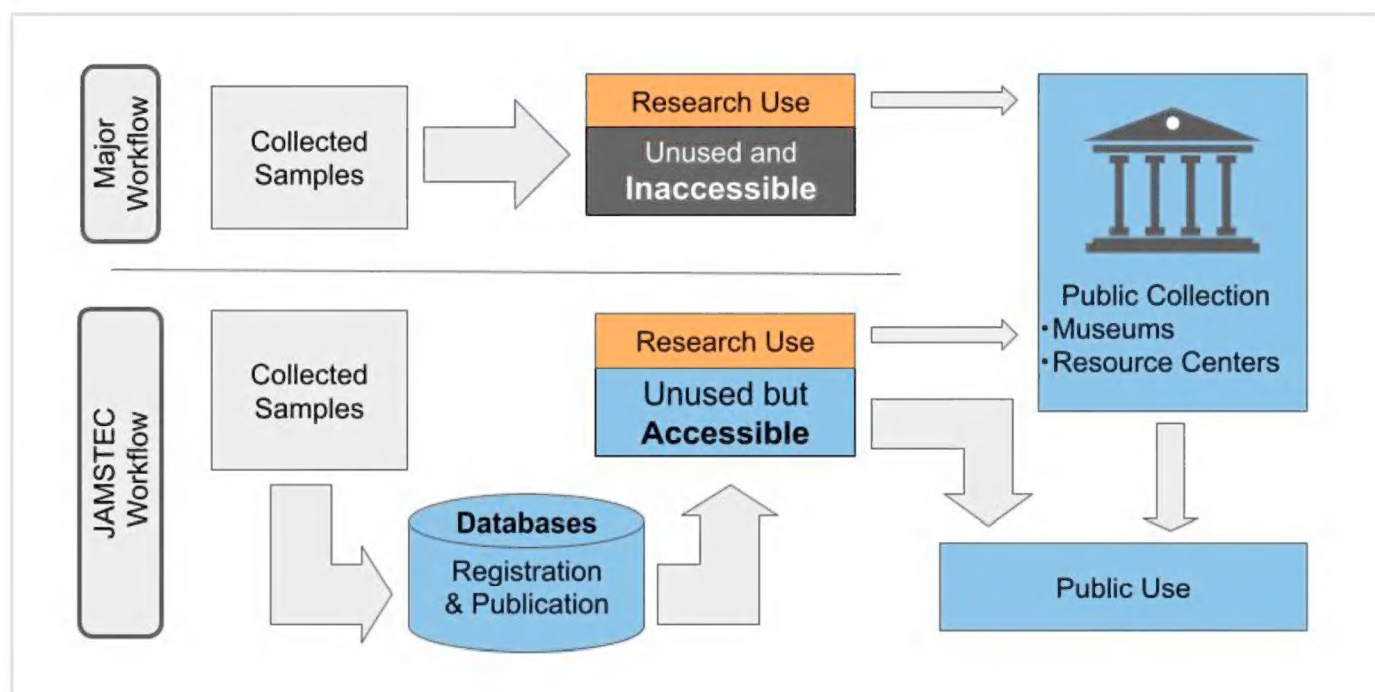 Major
Workflow
Collected
Samples
Research Use
Unused and
Inaccessible
Public Collection
・Museums
・Resource Centers
JAMSTEC
Workflow
Collected
Samples
Research Use
Unused but
Accessible
Databases
Registration
& Publication
Public Use